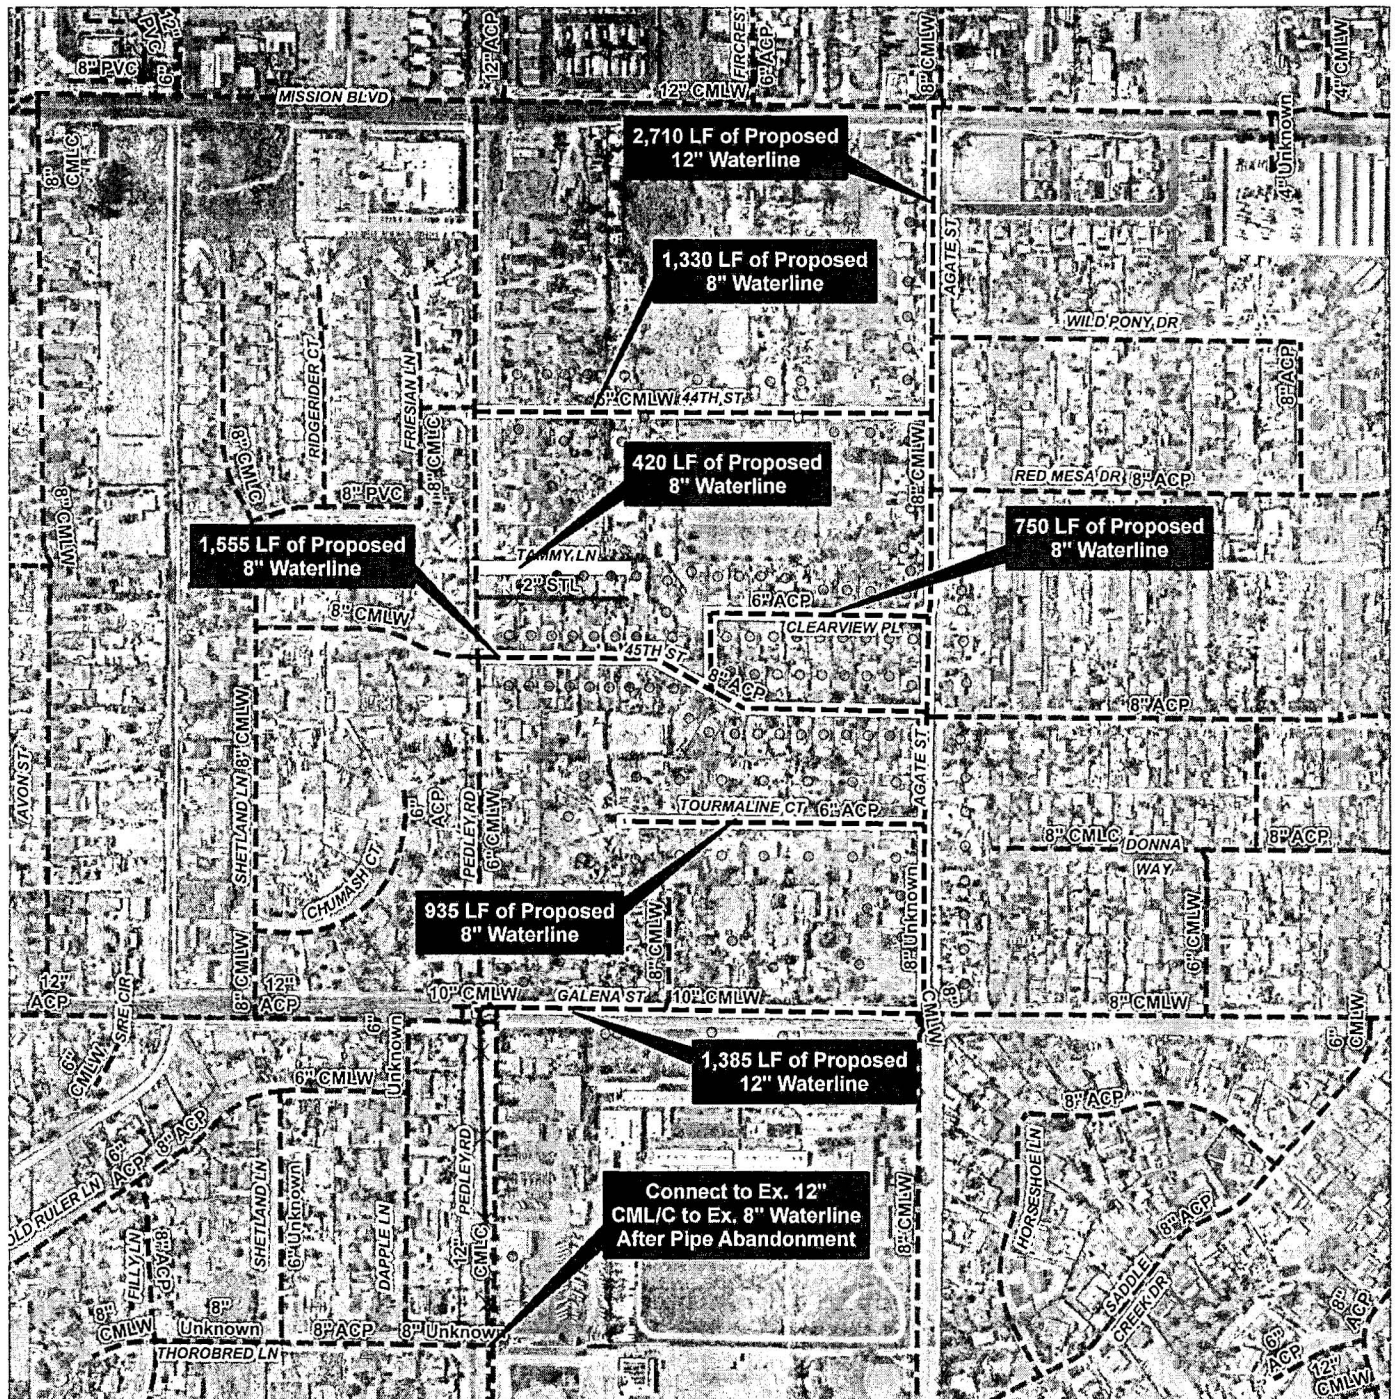 12"
PVC
6"
8" PVC
12" ACP
FIRCREST
6" ACP
8" CMLW
4" CMLW
MISSION BLVD
12" CMLW
2,710 LF of Proposed
12" Waterline
4" Unknown
8"
CMLC
1,330 LF of Proposed
8" Waterline
AGATE ST
WILD PONY DR
RIDGERIDER CT
FRIESIAN LN
8" ACP
6" CMLW
44TH ST
8" CMLC
8" CMLC
8" CMLW
420 LF of Proposed
8" Waterline
RED MESA DR
8" ACP
8" PVC
8" CMLW
1,555 LF of Proposed
8" Waterline
750 LF of Proposed
8" Waterline
TAMMY LN
2" STL
6" ACP
8" CMLW
CLEARVIEW PL
45TH ST
8" ACP
8" ACP
AVON ST
SHETLAND LN
8" CMLW
6"
ACP
PEDLEY RD
6" CMLW
AGATE ST
TOURMALINE CT
6" ACP
8" CMLC
DONNA
WAY
8" ACP
CHUMASH CT
935 LF of Proposed
8" Waterline
8" CMLW
8" Unknown
6" CMLW
8" CMLW
12"
ACP
12"
ACP
SIRE CIR
10" CMLW
GALENA ST
10" CMLW
8"
CMLW
8" CMLW
6"
CMLW
6"
CMLW
6"
Unknown
1,385 LF of Proposed
12" Waterline
6" CMLW
8" ACP
8" ACP
6"
ACP
OLD RULER LN
SHETLAND LN
6" Unknown
DAPPLE LN
PEDLEY RD
12"
CMLC
Connect to Ex. 12"
CML/C to Ex. 8" Waterline
After Pipe Abandonment
8" CMLW
HORSESHOE LN
8" ACP
FILLY LN
8" ACP
SADDLE
CREEK DR
8"
CMLW
8"
Unknown
8" ACP
8" Unknown
THOROBRED LN
8"
ACP
6"
ACP
12"
CMLW